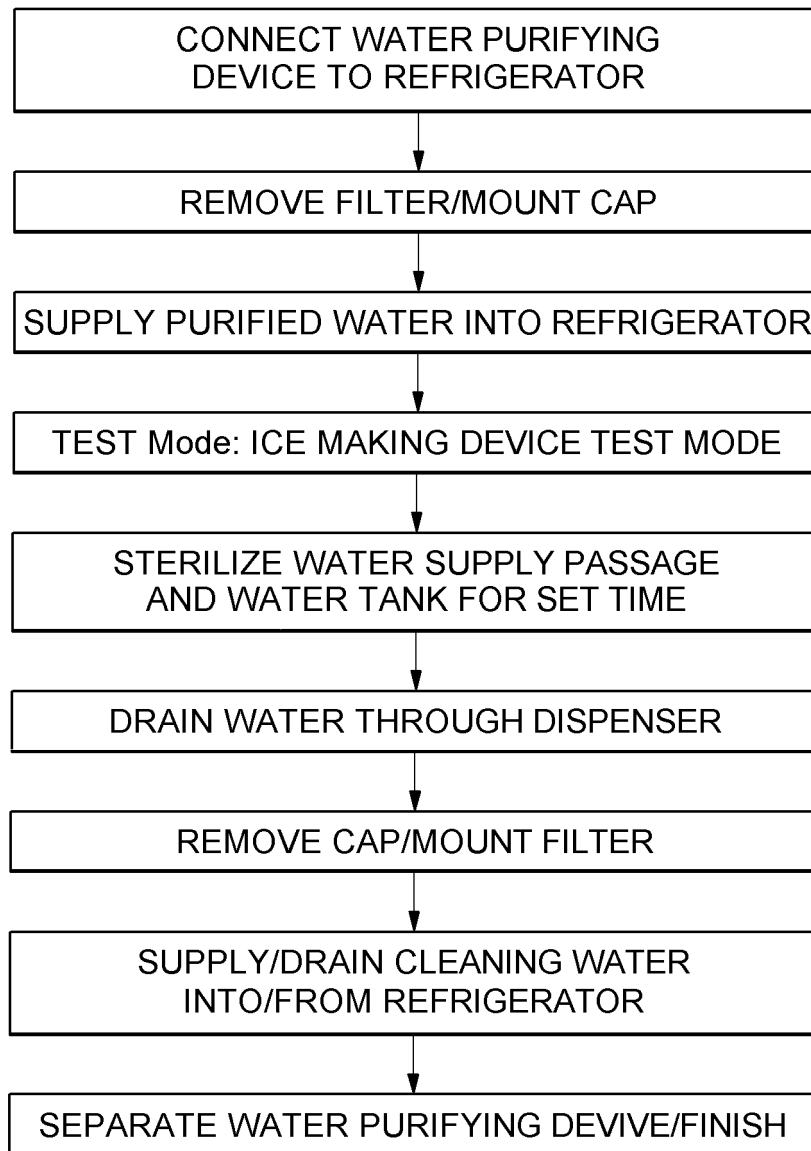 CONNECT WATER PURIFYING
DEVICE TO REFRIGERATOR
REMOVE FILTER/MOUNT CAP
SUPPLY PURIFIED WATER INTO REFRIGERATOR
TEST Mode: ICE MAKING DEVICE TEST MODE
STERILIZE WATER SUPPLY PASSAGE
AND WATER TANK FOR SET TIME
DRAIN WATER THROUGH DISPENSER
REMOVE CAP/MOUNT FILTER
SUPPLY/DRAIN CLEANING WATER
INTO/FROM REFRIGERATOR
SEPARATE WATER PURIFYING DEVIVE/FINISH